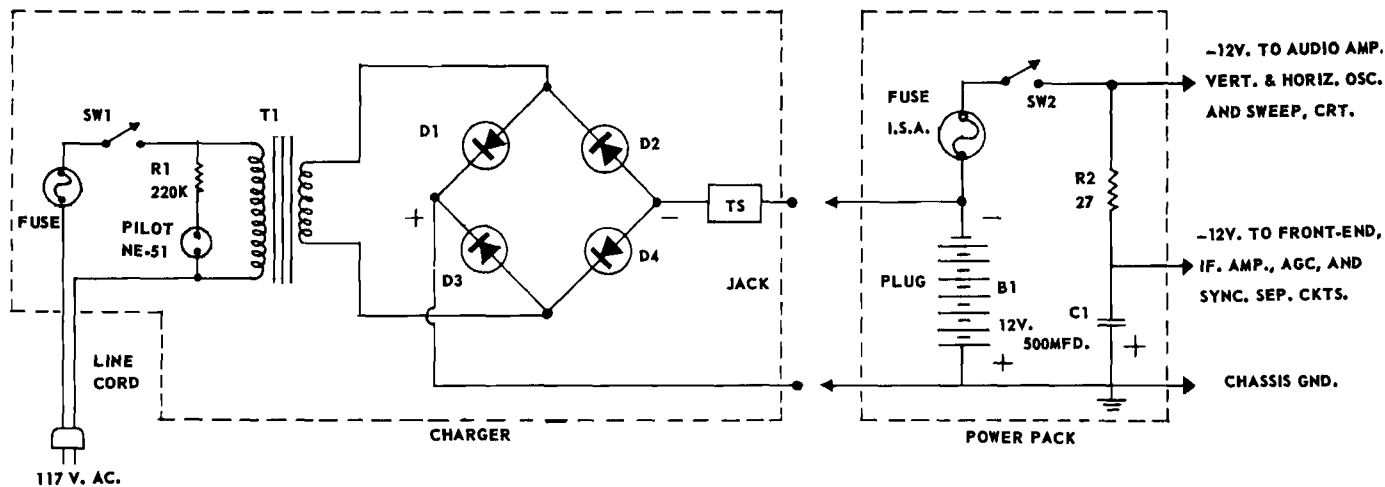 SW1
T1
R1
220K
PILOT
NE-51
FUSE
LINE
CORD
117 V. AC.
D1
D2
D3
D4
+
−
TS
JACK
CHARGER
PLUG
FUSE
I.S.A.
SW2
−
B1
12V.
+
R2
27
C1
500MFD.
+
POWER PACK
−12V. TO AUDIO AMP.
VERT. & HORIZ. OSC.
AND SWEEP, CRT.
−12V. TO FRONT-END,
IF. AMP., AGC, AND
SYNC. SEP. CKTS.
CHASSIS GND.